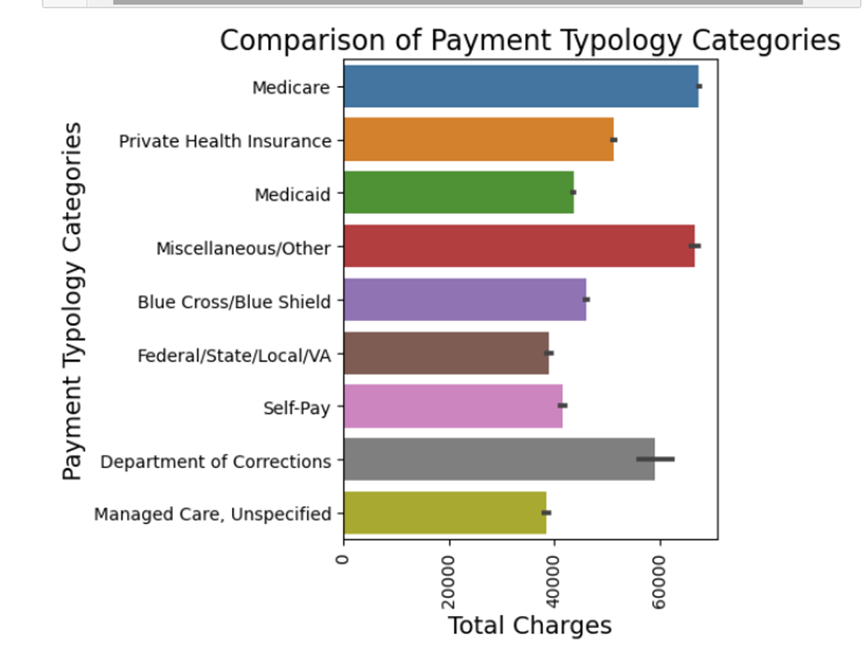 Comparison of Payment Typology Categories
Payment Typology Categories
Medicare
Private Health Insurance
Medicaid
Miscellaneous/Other
Blue Cross/Blue Shield
Federal/State/Local/VA
Self-Pay
Department of Corrections
Managed Care, Unspecified
0
20000
40000
60000
Total Charges